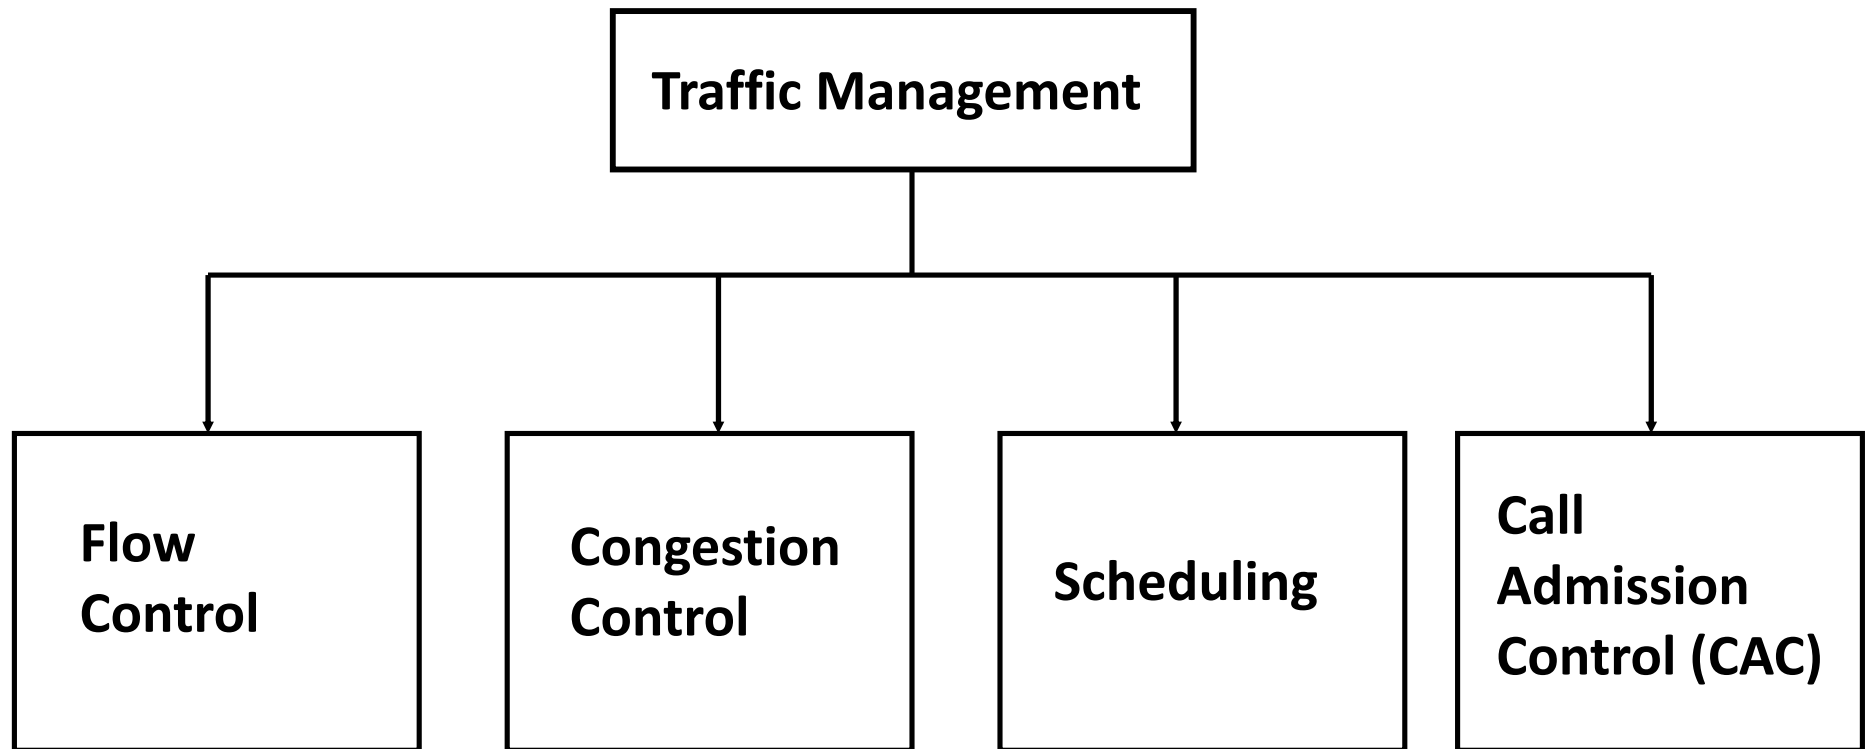 Traffic Management
Flow
Control
Congestion
Control
Scheduling
Call
Admission
Control (CAC)